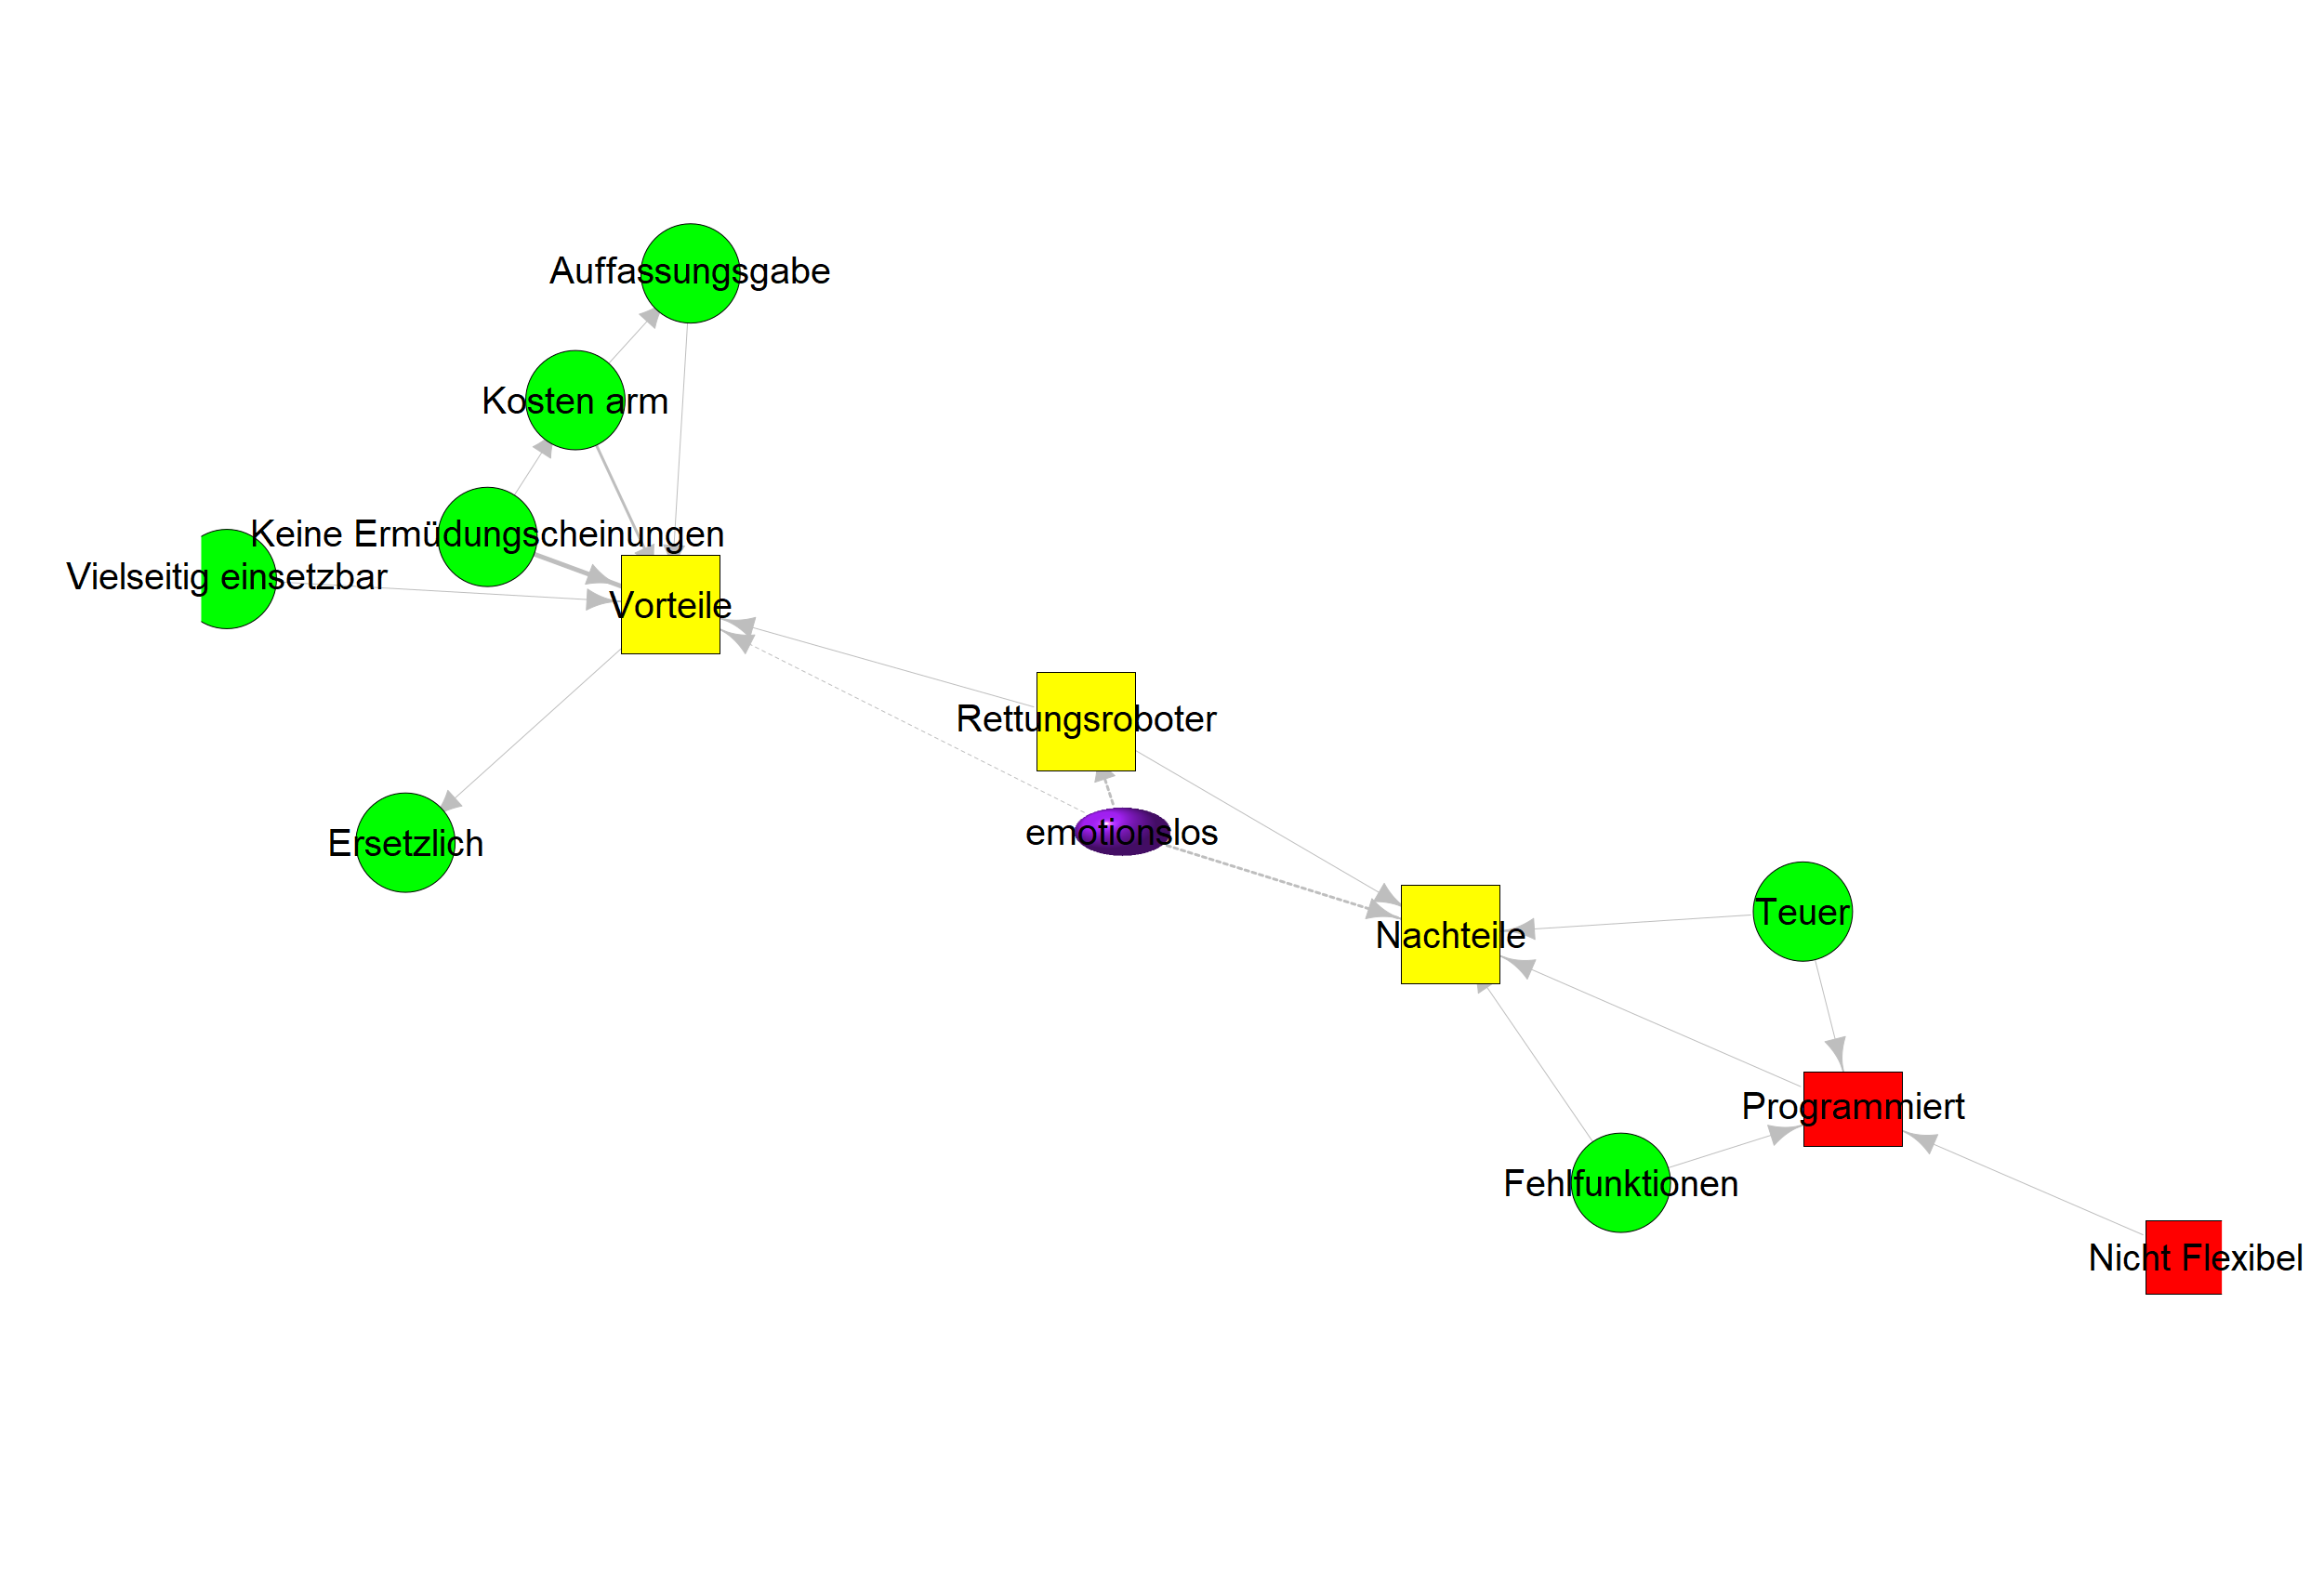 Auffassungsgabe
Kosten arm
Keine Ermüdungscheinungen
Vielseitig einsetzbar
Vorteile
Rettungsroboter
emotionslos
Ersetzlich
Teuer
Nachteile
Programmiert
Fehlfunktionen
Nicht Flexibel